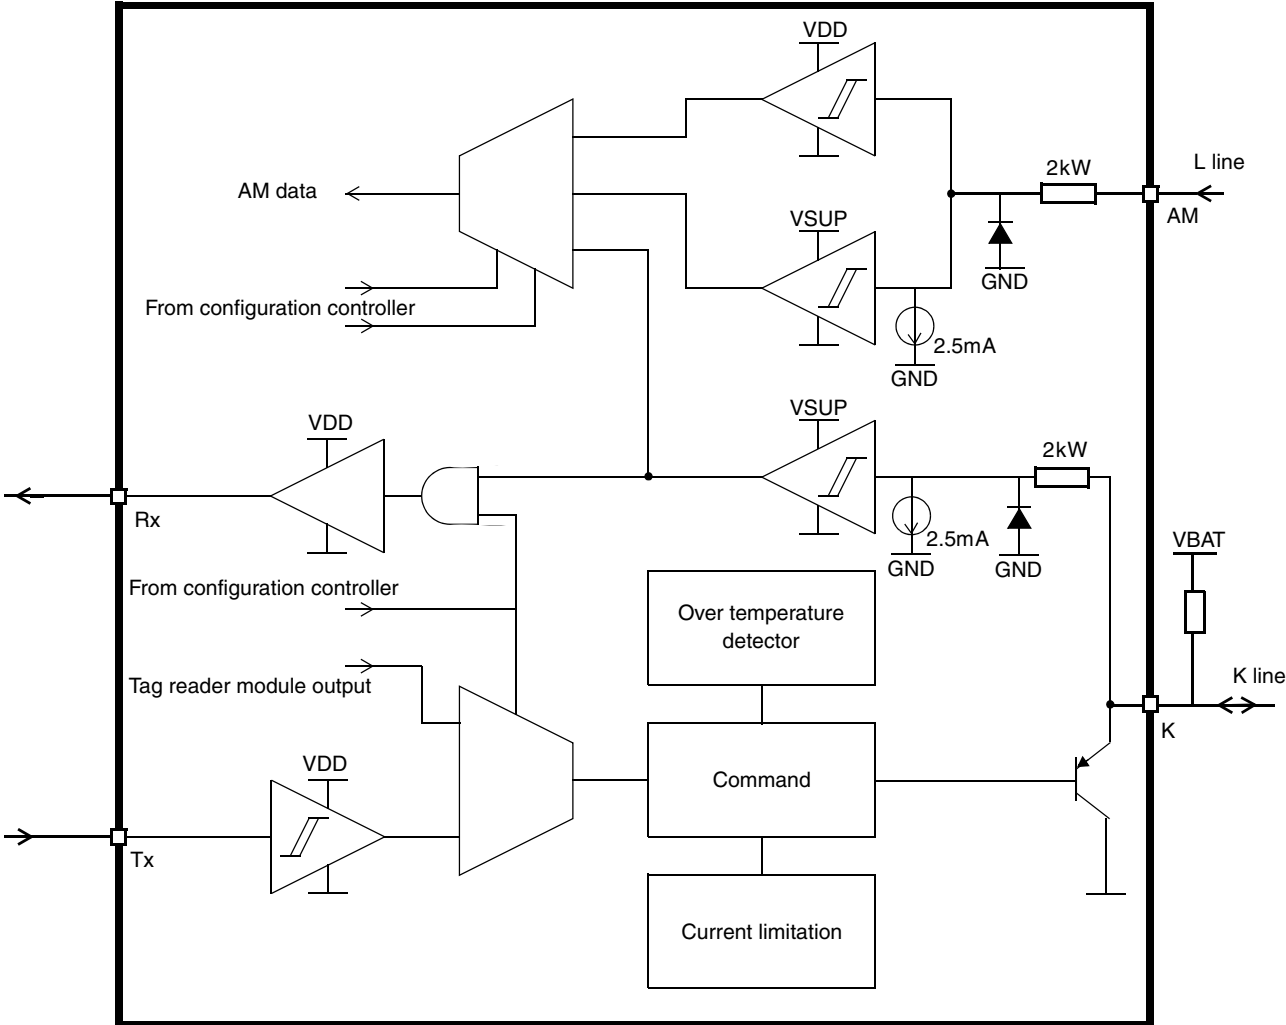 VDD
2kW
L line
AM data
VSUP
AM
GND
From configuration controller
2.5mA
GND
VSUP
VDD
2kW
Rx
2.5mA
VBAT
GND
GND
From configuration controller
Over temperature
detector
Tag reader module output
K line
K
VDD
Command
Tx
Current limitation